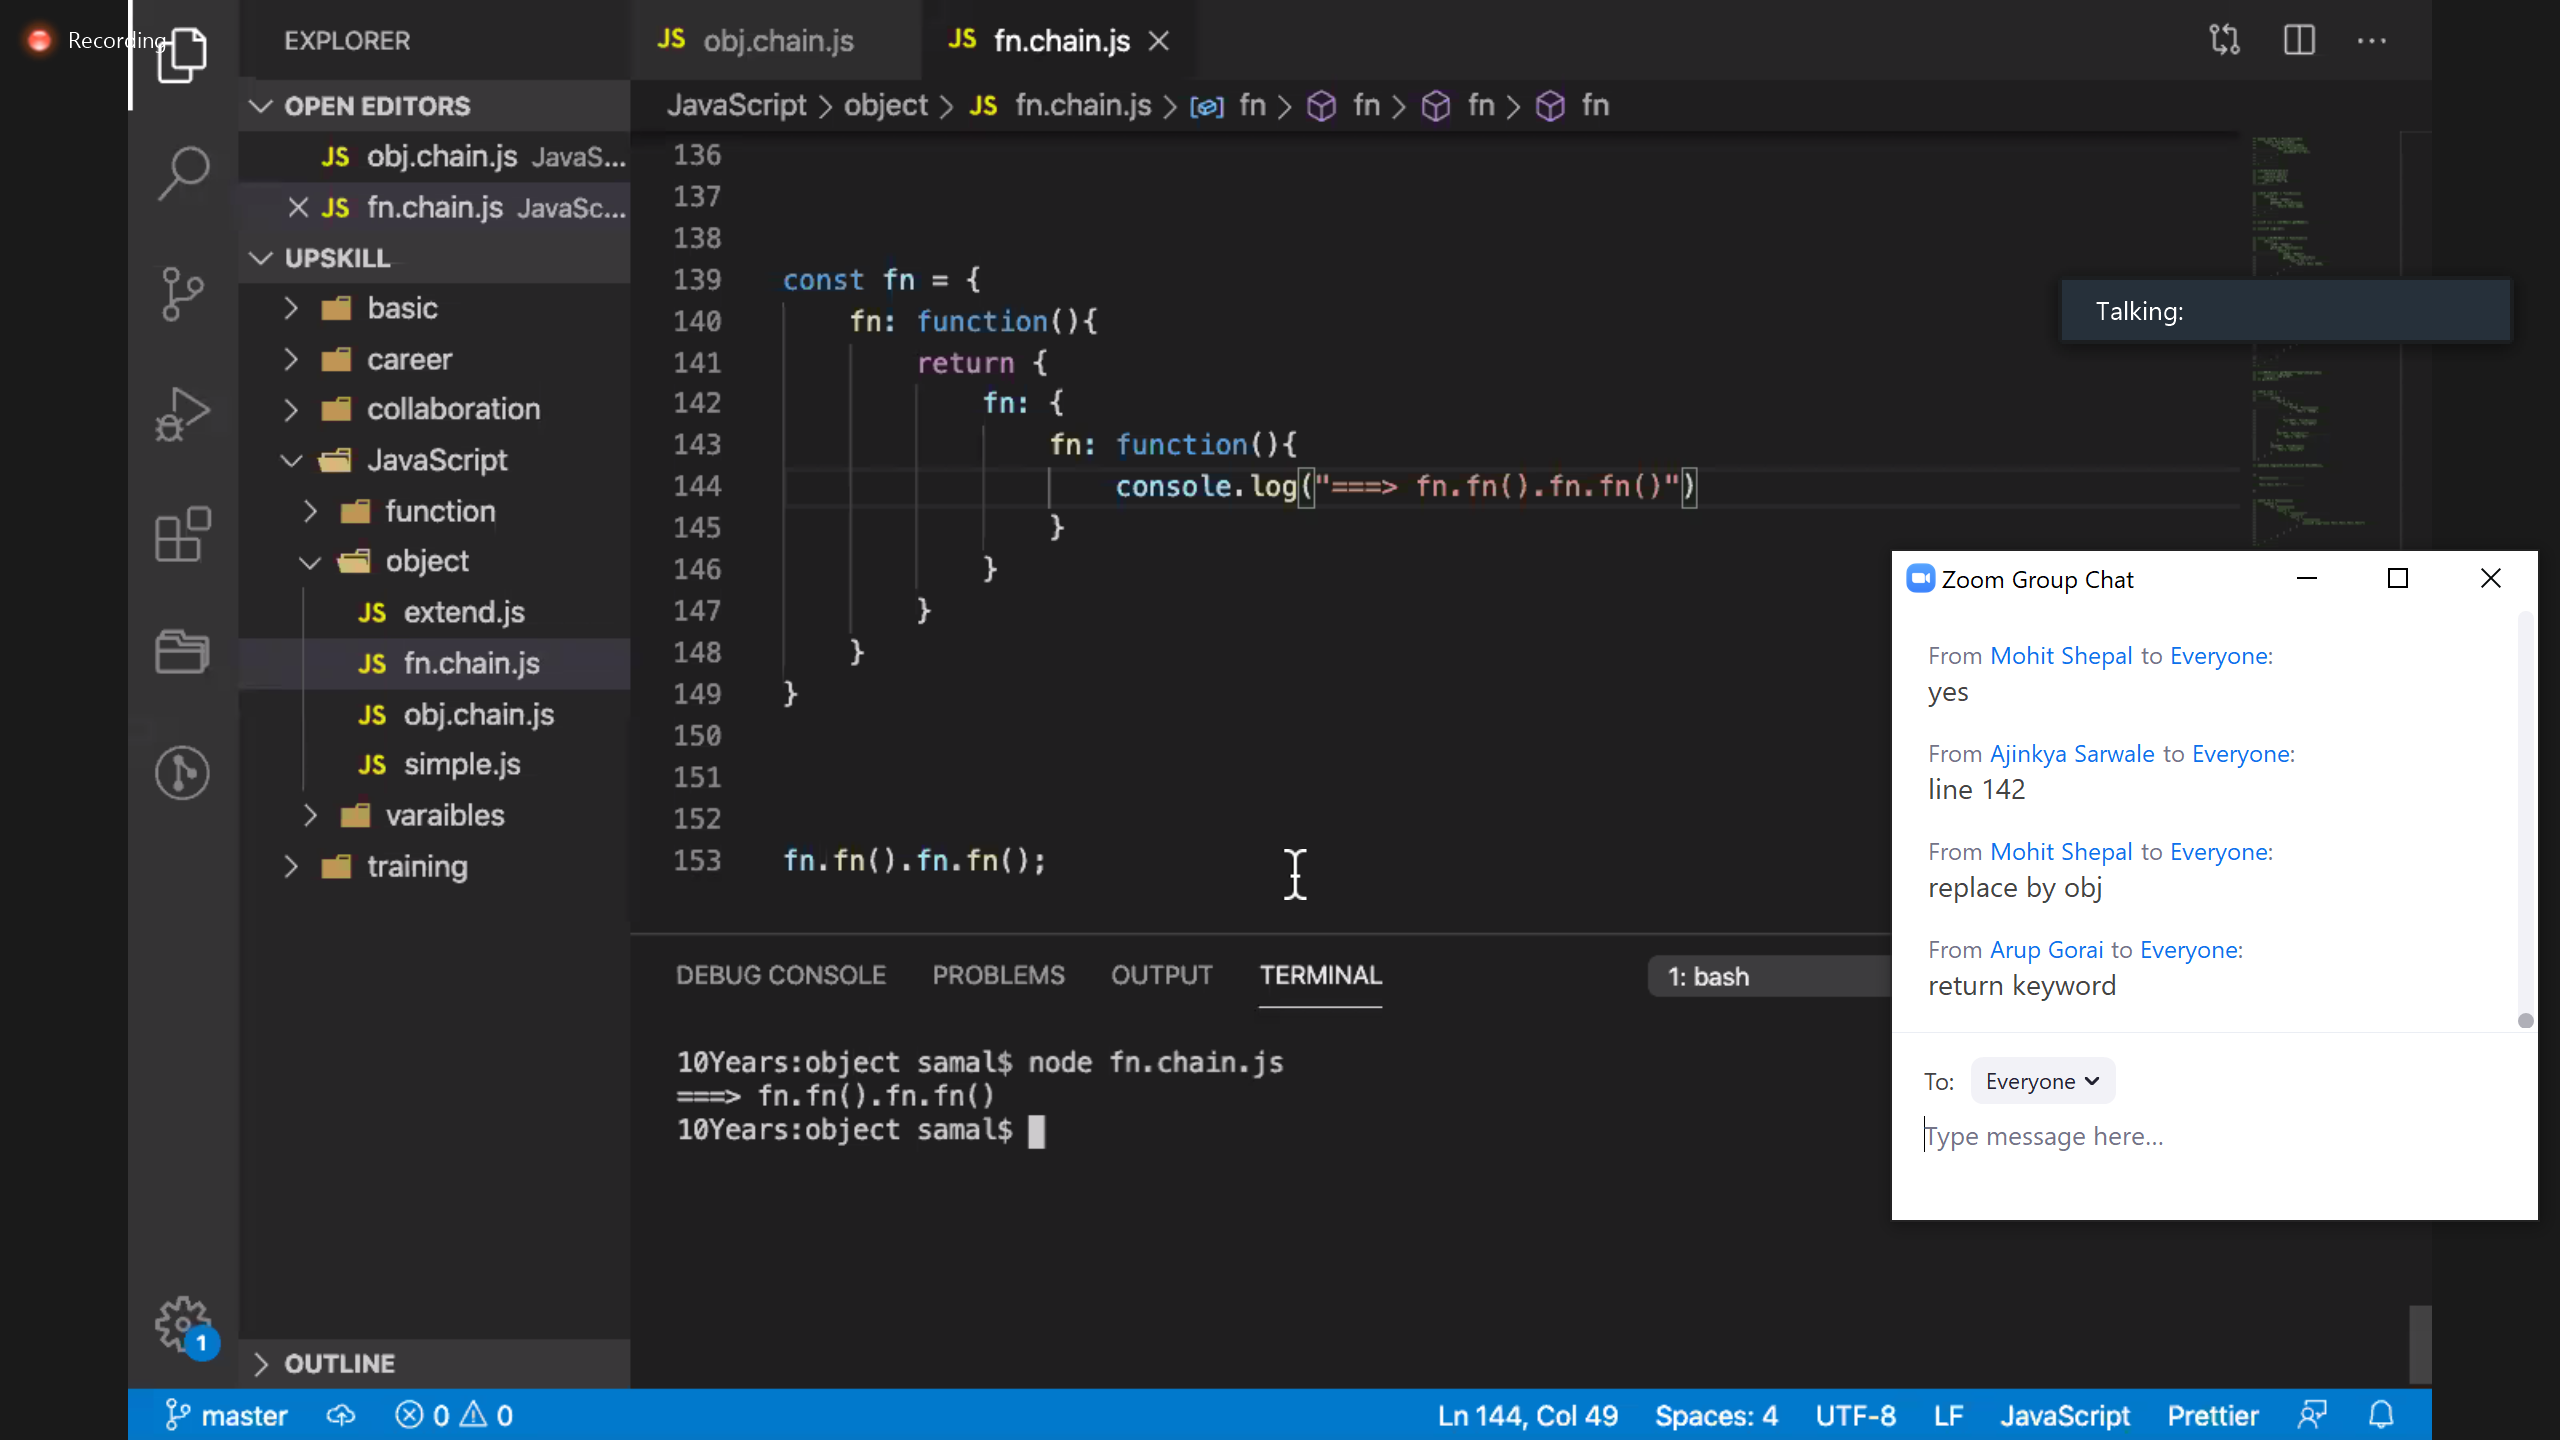 Recording
EXPLORER
OPEN EDITORS
JS obj.chain.js JavaS...
JS fn.chain.js JavaSc...
UPSKILL
basic
career
collaboration
JavaScript
function
object
JS extend.js
JS fn.chain.js
JS obj.chain.js
JS simple.js
varaibles
training
OUTLINE
1
JS obj.chain.js
JS fn.chain.js
JavaScript > object > JS fn.chain.js > fn > fn > fn > fn
136
137
138
139 const fn = {
140 fn: function(){
141 return {
142 fn: {
143 fn: function(){
144 console.log("===> fn.fn().fn.fn()")
145 }
146 }
147 }
148 }
149 }
150
151
152
153 fn.fn().fn.fn();
DEBUG CONSOLE PROBLEMS OUTPUT TERMINAL 1: bash
10Years:object samal$ node fn.chain.js
===> fn.fn().fn.fn()
10Years:object samal$
Talking:
Zoom Group Chat
From Mohit Shepal to Everyone:
yes
From Ajinkya Sarwale to Everyone:
line 142
From Mohit Shepal to Everyone:
replace by obj
From Arup Gorai to Everyone:
return keyword
To: Everyone
Type message here...
master 0 0 Ln 144, Col 49 Spaces: 4 UTF-8 LF JavaScript Prettier